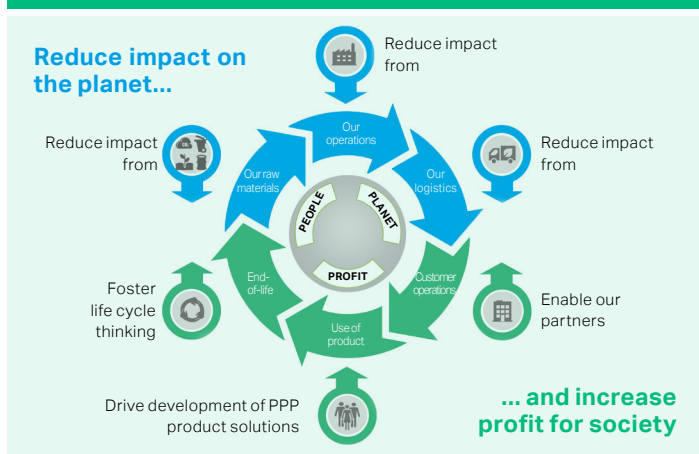 Reduce impact on
the planet...
Reduce impact
from
Reduce impact
from
Reduce impact
from
Our
operations
Our raw
materials
Our
logistics
PEOPLE
PLANET
PROFIT
End-
of-life
Customer
operations
Use of
product
Foster
life cycle
thinking
Enable our
partners
Drive development of PPP
product solutions
... and increase
profit for society